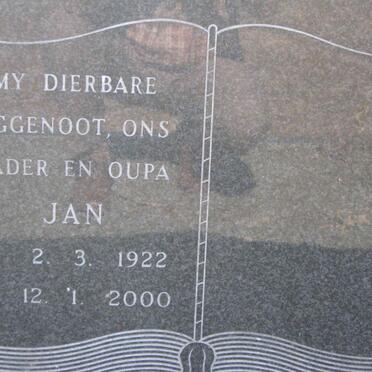 MY DIERBARE
GGENOOT, ONS
ADER EN OUPA
JAN
2. 3. 1922
12. 1. 2000